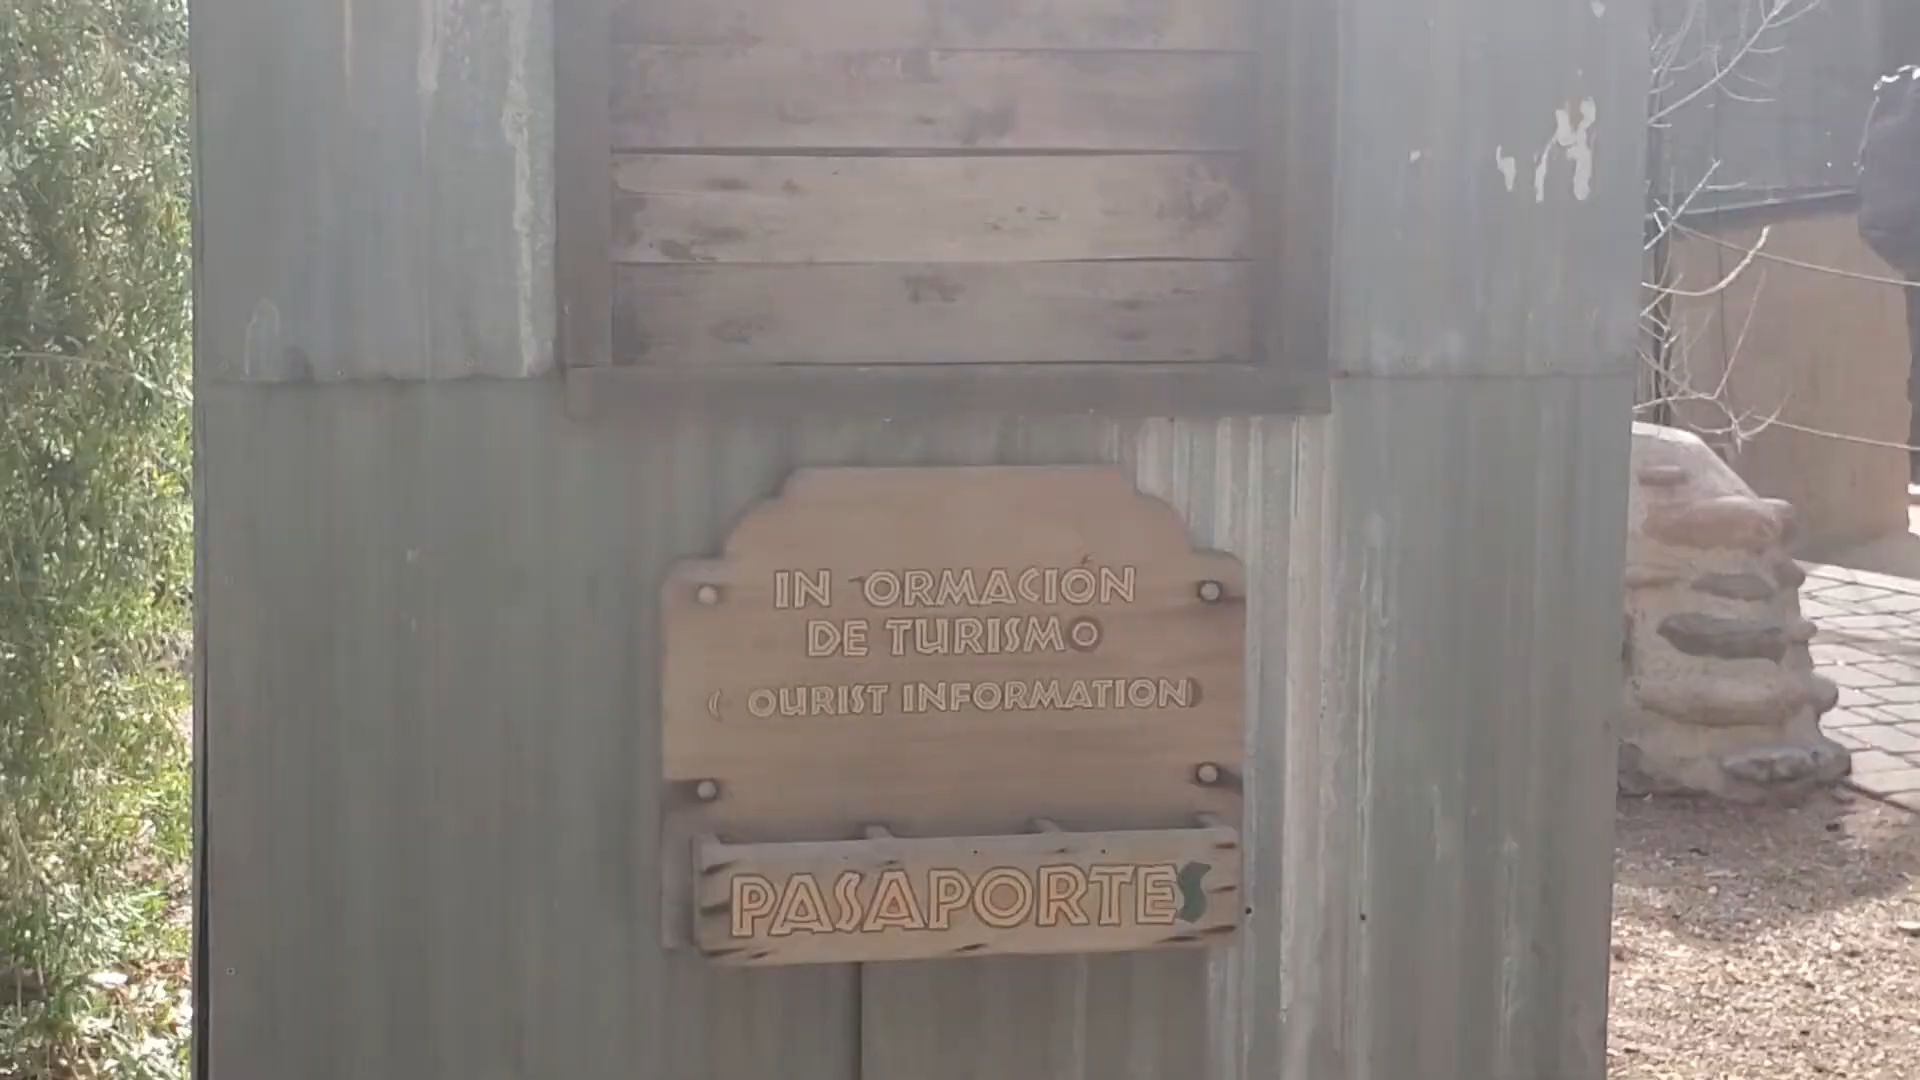 IN ORMACIÓN
DE TURISMO
( OURIST INFORMATION)
PASAPORTES